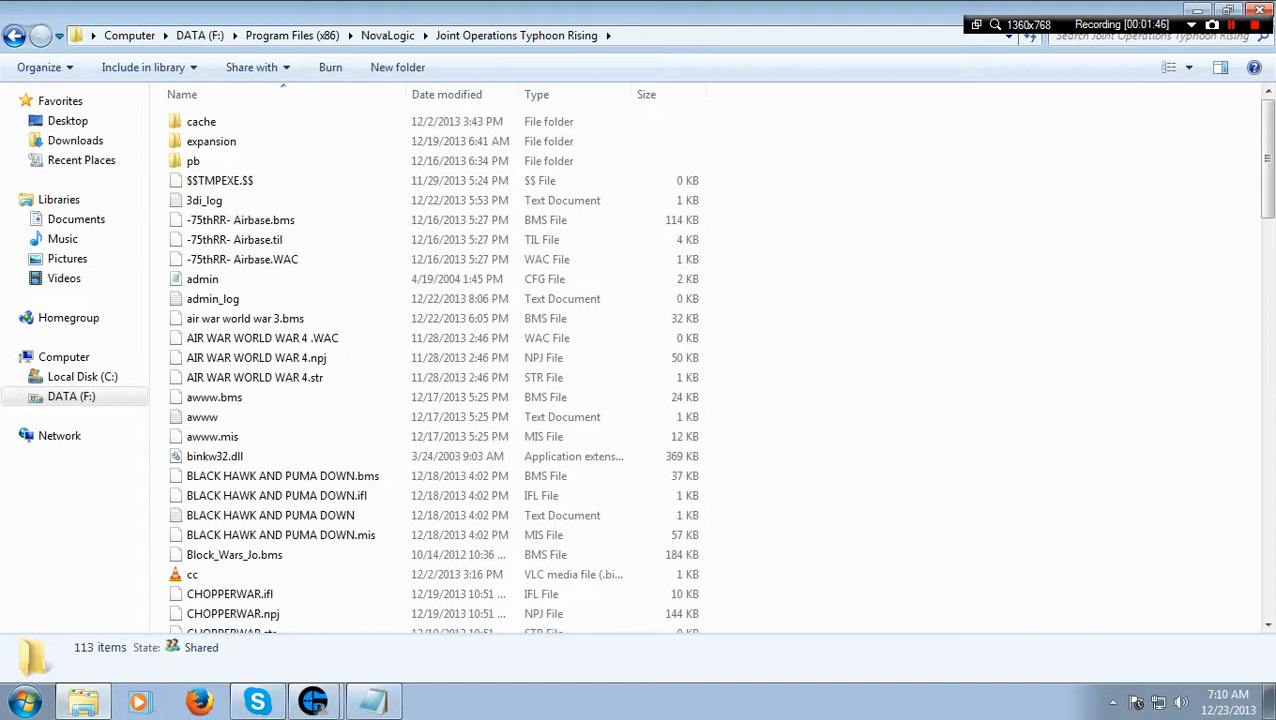 1360x768 Recording [00:01:46]
Computer DATA (F:) Program Files (x86) NovaLogic Joint Operations Typhoon Rising Search Joint Operations Typhoon Rising
Organize Include in library Share with Burn New folder
Name Date modified Type Size
Favorites
Desktop
Downloads
Recent Places
Libraries
Documents
Music
Pictures
Videos
Homegroup
Computer
Local Disk (C:)
DATA (F:)
Network
cache 12/2/2013 3:43 PM File folder
expansion 12/19/2013 6:41 AM File folder
pb 12/16/2013 6:34 PM File folder
$$TMPEXE.$$ 11/29/2013 5:24 PM $$ File 0 KB
3di_log 12/22/2013 5:53 PM Text Document 1 KB
-75thRR- Airbase.bms 12/16/2013 5:27 PM BMS File 114 KB
-75thRR- Airbase.til 12/16/2013 5:27 PM TIL File 4 KB
-75thRR- Airbase.WAC 12/16/2013 5:27 PM WAC File 1 KB
admin 4/19/2004 1:45 PM CFG File 2 KB
admin_log 12/22/2013 8:06 PM Text Document 0 KB
air war world war 3.bms 12/22/2013 6:05 PM BMS File 32 KB
AIR WAR WORLD WAR 4 .WAC 11/28/2013 2:46 PM WAC File 0 KB
AIR WAR WORLD WAR 4.npj 11/28/2013 2:46 PM NPJ File 50 KB
AIR WAR WORLD WAR 4.str 11/28/2013 2:46 PM STR File 1 KB
awww.bms 12/17/2013 5:25 PM BMS File 24 KB
awww 12/17/2013 5:25 PM Text Document 1 KB
awww.mis 12/17/2013 5:25 PM MIS File 12 KB
binkw32.dll 3/24/2003 9:03 AM Application extens... 369 KB
BLACK HAWK AND PUMA DOWN.bms 12/18/2013 4:02 PM BMS File 37 KB
BLACK HAWK AND PUMA DOWN.ifl 12/18/2013 4:02 PM IFL File 1 KB
BLACK HAWK AND PUMA DOWN 12/18/2013 4:02 PM Text Document 1 KB
BLACK HAWK AND PUMA DOWN.mis 12/18/2013 4:02 PM MIS File 57 KB
Block_Wars_Jo.bms 10/14/2012 10:36 ... BMS File 184 KB
cc 12/2/2013 3:16 PM VLC media file (.bi... 1 KB
CHOPPERWAR.ifl 12/19/2013 10:51 ... IFL File 10 KB
CHOPPERWAR.npj 12/19/2013 10:51 ... NPJ File 144 KB
CHOPPERWAR.str 12/19/2013 10:51 ... STR File 0 KB
113 items State: Shared
7:10 AM
12/23/2013